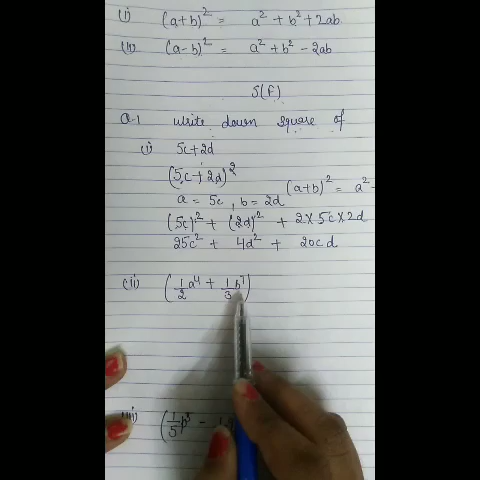 (i) (a+b)² = a² + b² + 2ab
(ii) (a-b)² = a² + b² - 2ab
5(F)
Q-1 Write down square of
(i) 5c+2d
(5c+2d)²
a = 5c, b = 2d (a+b)² = a²
(5c)² + (2d)² + 2×5c×2d
25c² + 4d² + 20cd
(ii) (1/2 a⁴ + 1/3 b⁷)
(1/5 p³ -